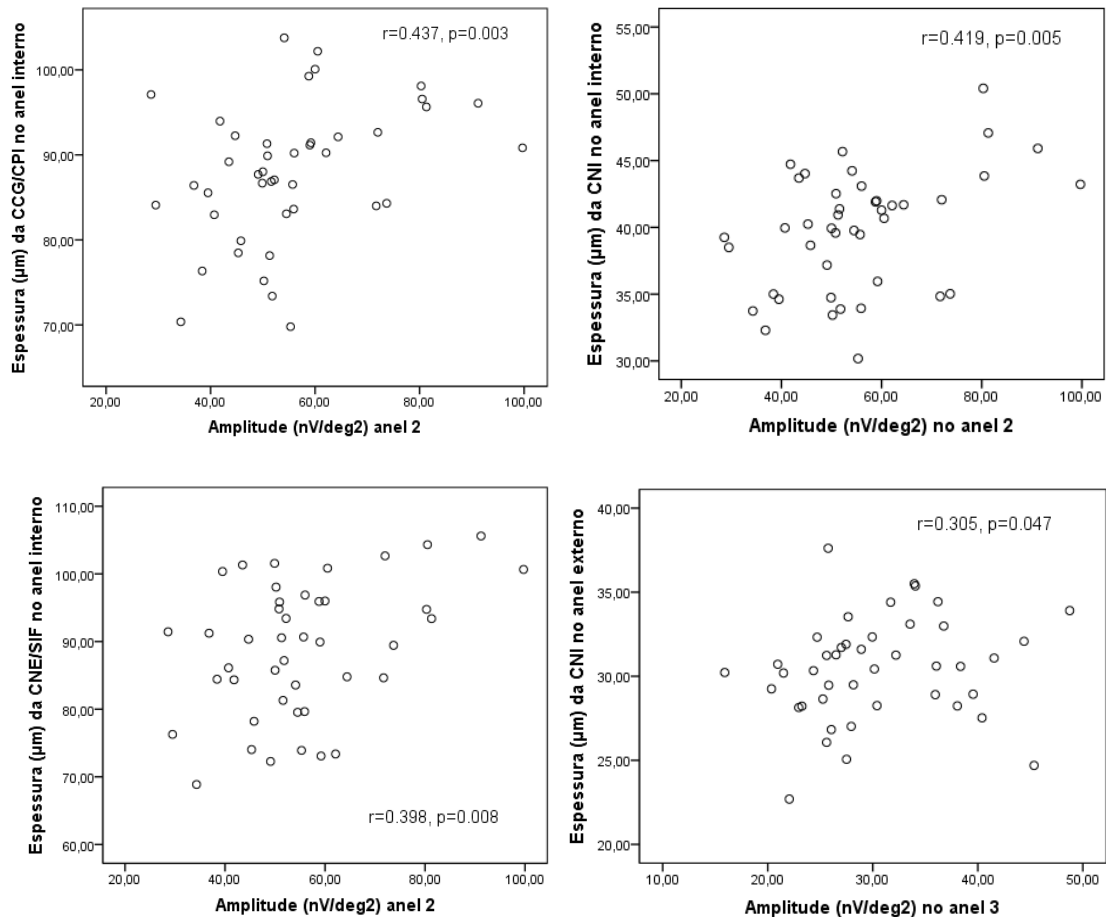 r=0.437, p=0.003
Espessura (µm) da CCG/CPI no anel interno
100,00
90,00
80,00
70,00
20,00 40,00 60,00 80,00 100,00
Amplitude (nV/deg2) anel 2
r=0.419, p=0.005
Espessura (µm) da CNI no anel interno
55,00
50,00
45,00
40,00
35,00
30,00
20,00 40,00 60,00 80,00 100,00
Amplitude (nV/deg2) no anel 2
Espessura (µm) da CNE/SIF no anel interno
110,00
100,00
90,00
80,00
70,00
60,00
r=0.398, p=0.008
20,00 40,00 60,00 80,00 100,00
Amplitude (nV/deg2) anel 2
r=0.305, p=0.047
Espessura (µm) da CNI no anel externo
40,00
35,00
30,00
25,00
20,00
10,00 20,00 30,00 40,00 50,00
Amplitude (nV/deg2) no anel 3